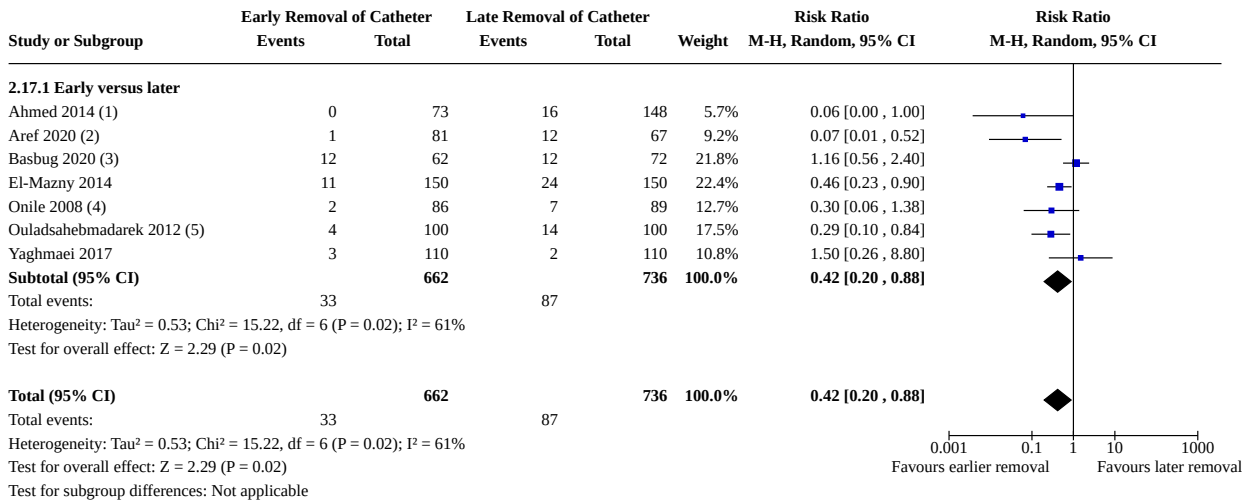 Early Removal of Catheter Late Removal of Catheter Risk Ratio Risk Ratio
Study or Subgroup Events Total Events Total Weight M-H, Random, 95% CI M-H, Random, 95% CI
2.17.1 Early versus later
Ahmed 2014 (1) 0 73 16 148 5.7% 0.06 [0.00 , 1.00]
Aref 2020 (2) 1 81 12 67 9.2% 0.07 [0.01 , 0.52]
Basbug 2020 (3) 12 62 12 72 21.8% 1.16 [0.56 , 2.40]
El-Mazny 2014 11 150 24 150 22.4% 0.46 [0.23 , 0.90]
Onile 2008 (4) 2 86 7 89 12.7% 0.30 [0.06 , 1.38]
Ouladsahebmadarek 2012 (5) 4 100 14 100 17.5% 0.29 [0.10 , 0.84]
Yaghmaei 2017 3 110 2 110 10.8% 1.50 [0.26 , 8.80]
Subtotal (95% CI) 662 736 100.0% 0.42 [0.20 , 0.88]
Total events: 33 87
Heterogeneity: Tau² = 0.53; Chi² = 15.22, df = 6 (P = 0.02); I² = 61%
Test for overall effect: Z = 2.29 (P = 0.02)
Total (95% CI) 662 736 100.0% 0.42 [0.20 , 0.88]
Total events: 33 87
Heterogeneity: Tau² = 0.53; Chi² = 15.22, df = 6 (P = 0.02); I² = 61%
0.001 0.1 1 10 1000
Test for overall effect: Z = 2.29 (P = 0.02) Favours earlier removal Favours later removal
Test for subgroup differences: Not applicable